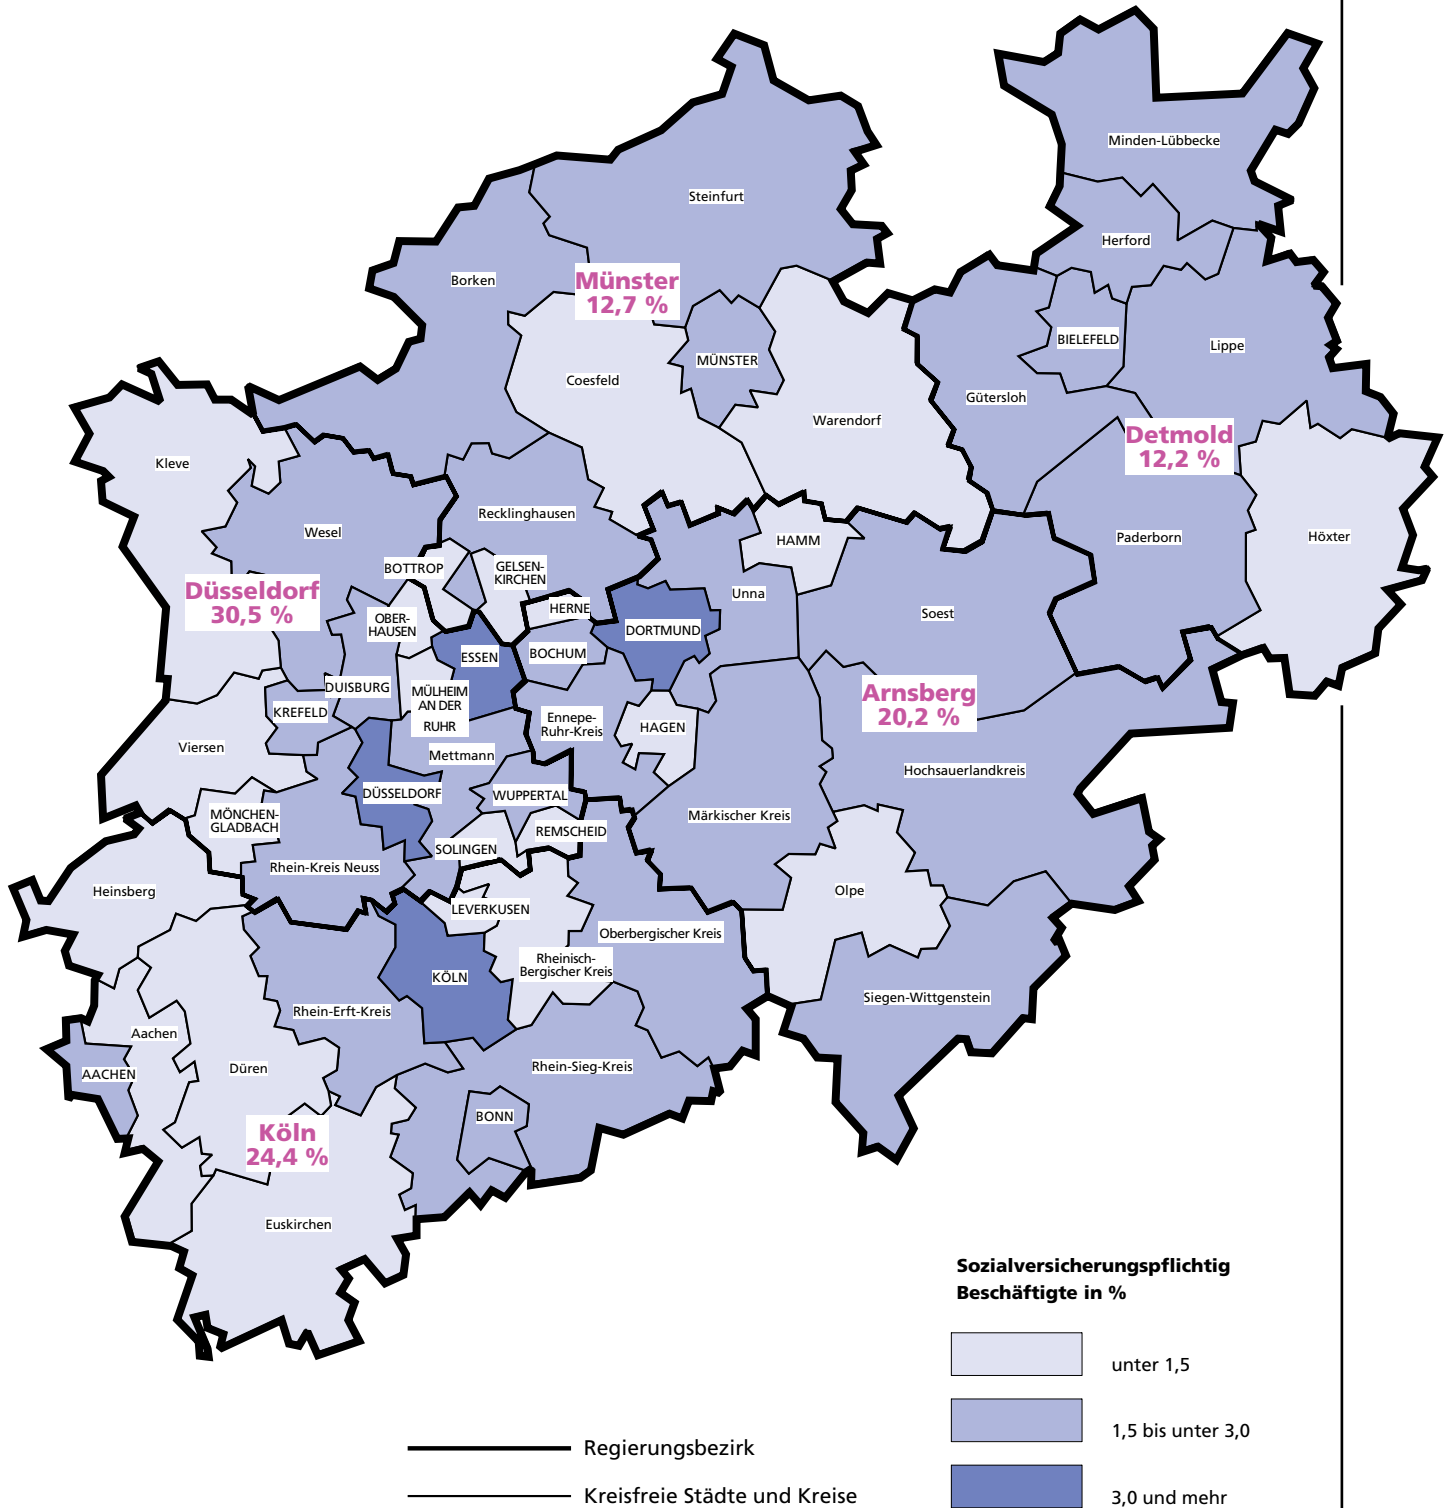 Minden-Lübbecke
Steinfurt
Herford
Borken
Münster
12,7 %
BIELEFELD
Lippe
MÜNSTER
Coesfeld
Gütersloh
Warendorf
Detmold
12,2 %
Kleve
Recklinghausen
Wesel
HAMM
Paderborn
Höxter
BOTTROP
GELSEN-
KIRCHEN
Düsseldorf
30,5 %
Unna
HERNE
Soest
OBER-
HAUSEN
DORTMUND
ESSEN
BOCHUM
DUISBURG
MÜLHEIM
AN DER
RUHR
Arnsberg
20,2 %
KREFELD
Ennepe-
Ruhr-Kreis
HAGEN
Viersen
Mettmann
Hochsauerlandkreis
DÜSSELDORF
WUPPERTAL
MÖNCHEN-
GLADBACH
Märkischer Kreis
REMSCHEID
SOLINGEN
Rhein-Kreis Neuss
Heinsberg
Olpe
LEVERKUSEN
Oberbergischer Kreis
Rheinisch-
Bergischer Kreis
KÖLN
Siegen-Wittgenstein
Rhein-Erft-Kreis
Aachen
Düren
Rhein-Sieg-Kreis
AACHEN
BONN
Köln
24,4 %
Euskirchen
Sozialversicherungspflichtig
Beschäftigte in %
unter 1,5
1,5 bis unter 3,0
3,0 und mehr
Regierungsbezirk
Kreisfreie Städte und Kreise